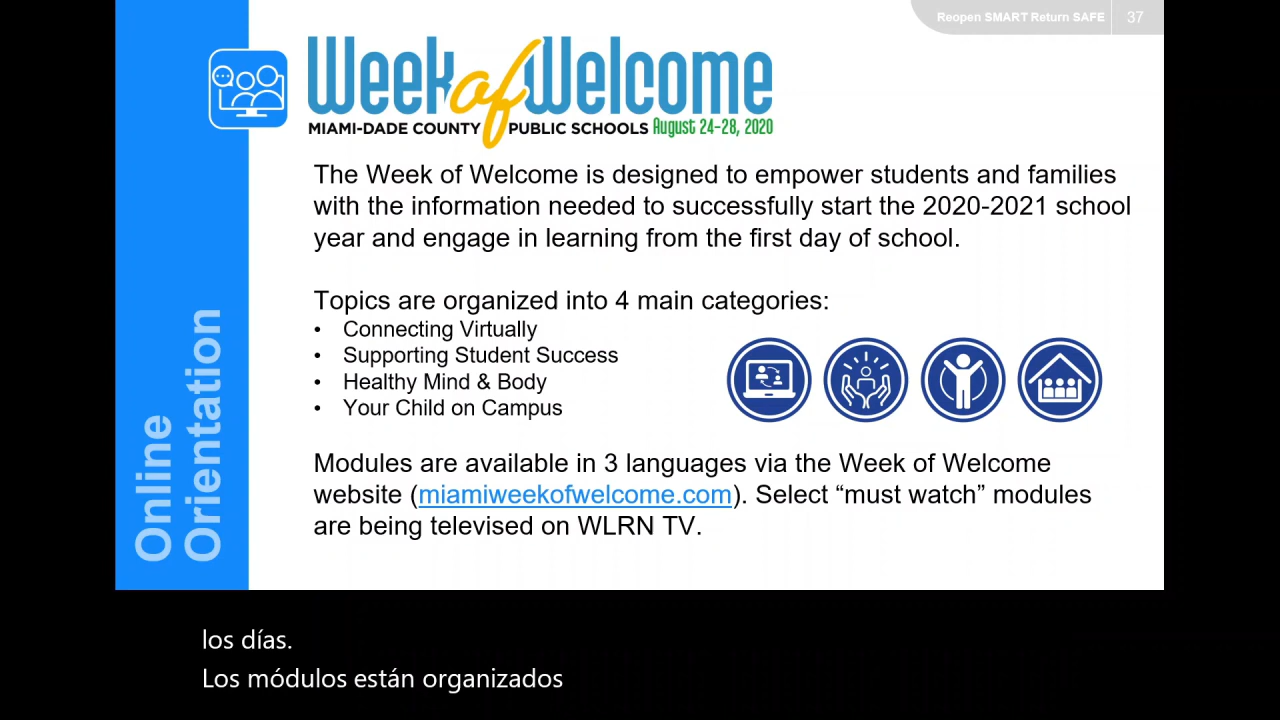 Reopen SMART Return SAFE 37
Week of Welcome
MIAMI-DADE COUNTY PUBLIC SCHOOLS August 24-28, 2020
The Week of Welcome is designed to empower students and families
with the information needed to successfully start the 2020-2021 school
year and engage in learning from the first day of school.
Topics are organized into 4 main categories:
• Connecting Virtually
• Supporting Student Success
• Healthy Mind & Body
• Your Child on Campus
Modules are available in 3 languages via the Week of Welcome
website (miamiweekofwelcome.com). Select “must watch” modules
are being televised on WLRN TV.
Online
Orientation
los días.
Los módulos están organizados